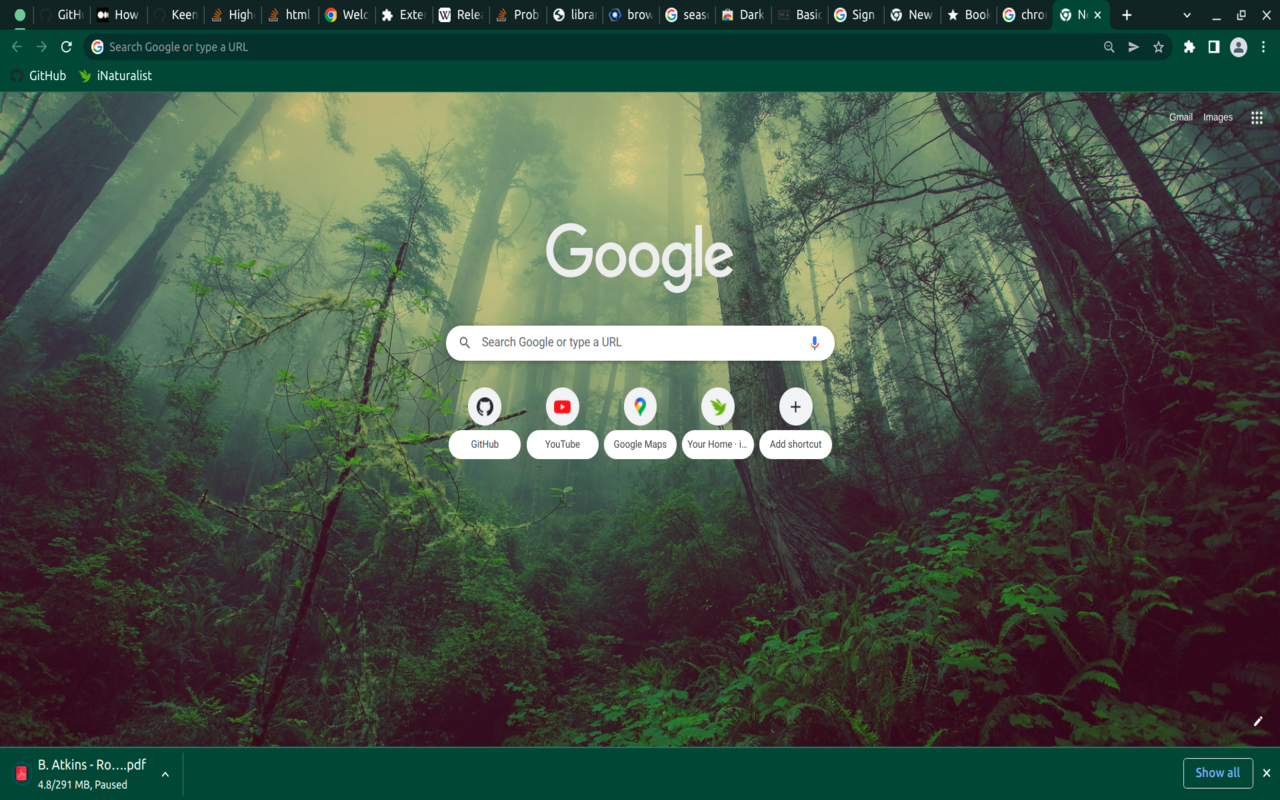 GitH How Keen High html Welc Exte Relea Prob libra brow seas Dark Basic Sign New Book chro N
Search Google or type a URL
GitHub iNaturalist
Gmail Images
Google
Search Google or type a URL
GitHub YouTube Google Maps Your Home · i... Add shortcut
B. Atkins - Ro....pdf
4.8/291 MB, Paused
Show all